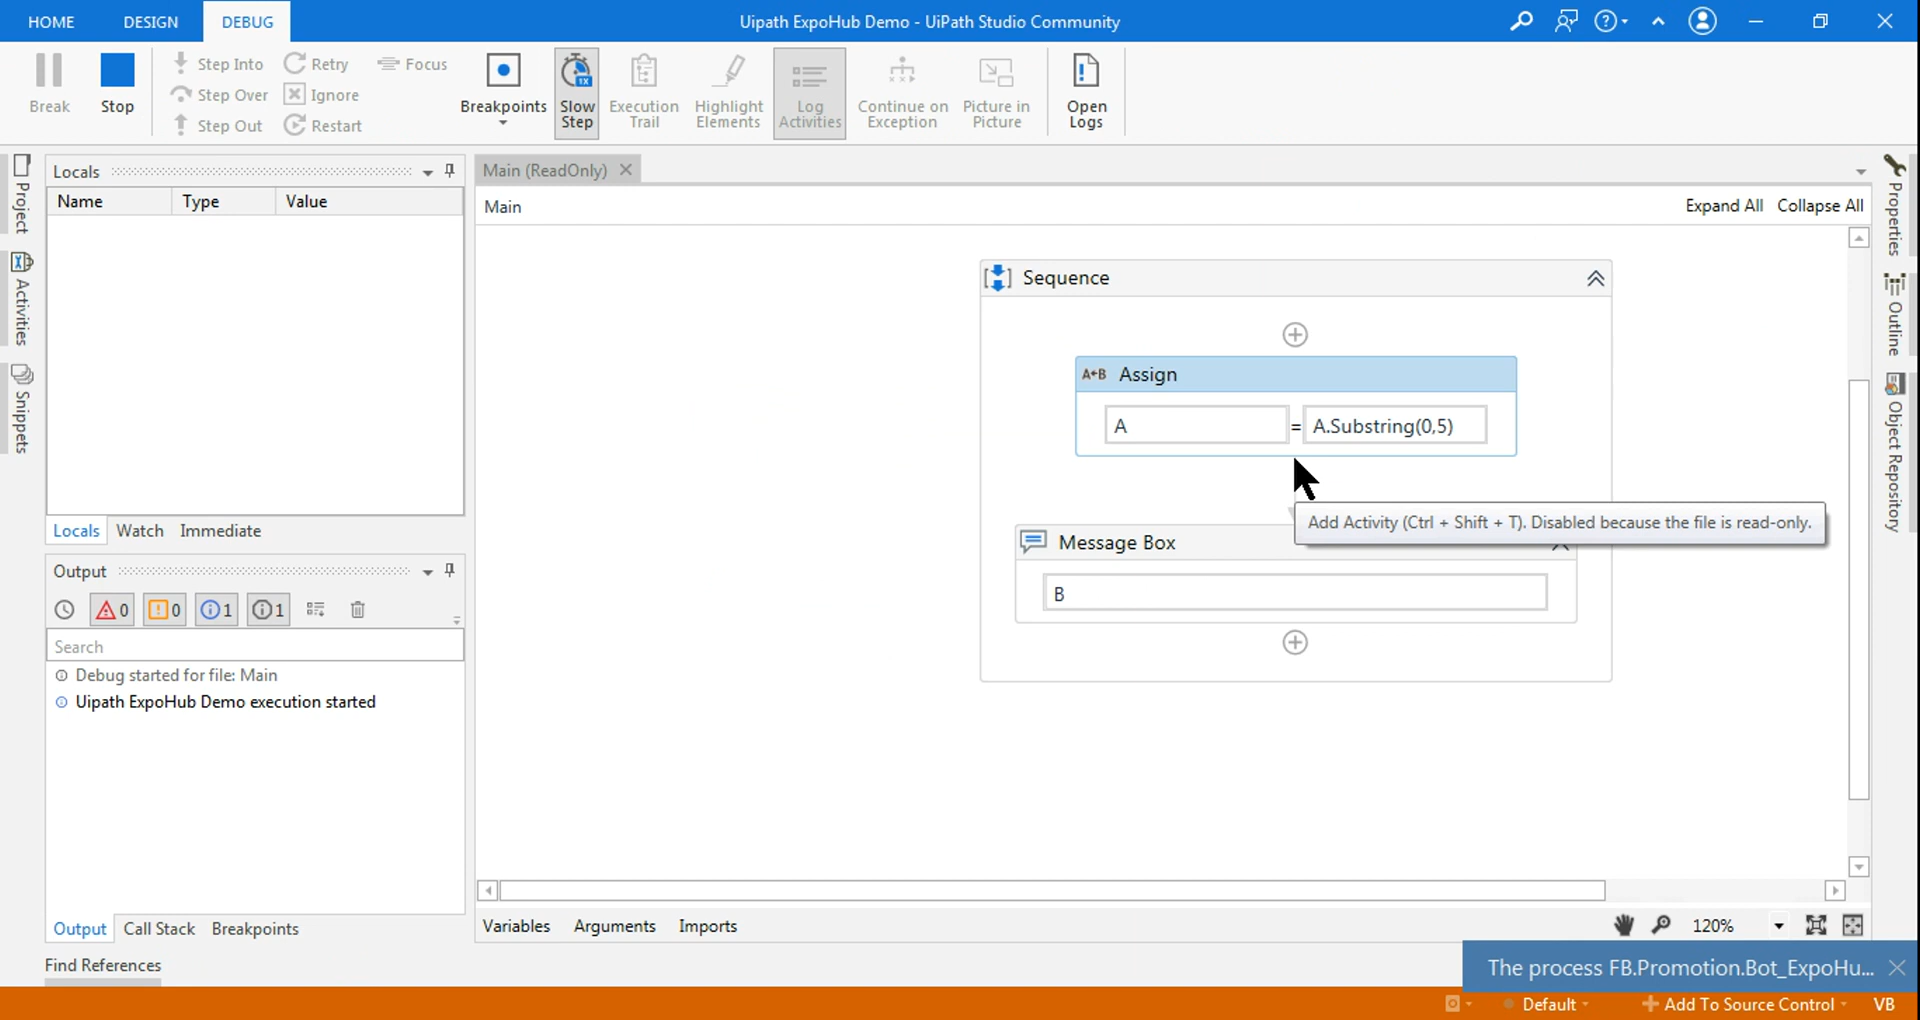 HOME DESIGN DEBUG Uipath ExpoHub Demo - UiPath Studio Community
Break
Stop
Step Into
Step Over
Step Out
Retry
Ignore
Restart
Focus
Breakpoints
Slow
Step
1X
Execution
Trail
Highlight
Elements
Log
Activities
Continue on
Exception
Picture in
Picture
Open
Logs
Project
Activities
Snippets
Locals
Name Type Value
Locals Watch Immediate
Output
0 0 1 1
Search
Debug started for file: Main
Uipath ExpoHub Demo execution started
Output Call Stack Breakpoints
Find References
Main (ReadOnly)
Main Expand All Collapse All
Sequence
A+B Assign
A = A.Substring(0,5)
Add Activity (Ctrl + Shift + T). Disabled because the file is read-only.
Message Box
B
Variables Arguments Imports 120%
Properties
Outline
Object Repository
The process FB.Promotion.Bot_ExpoHu...
Default Add To Source Control VB